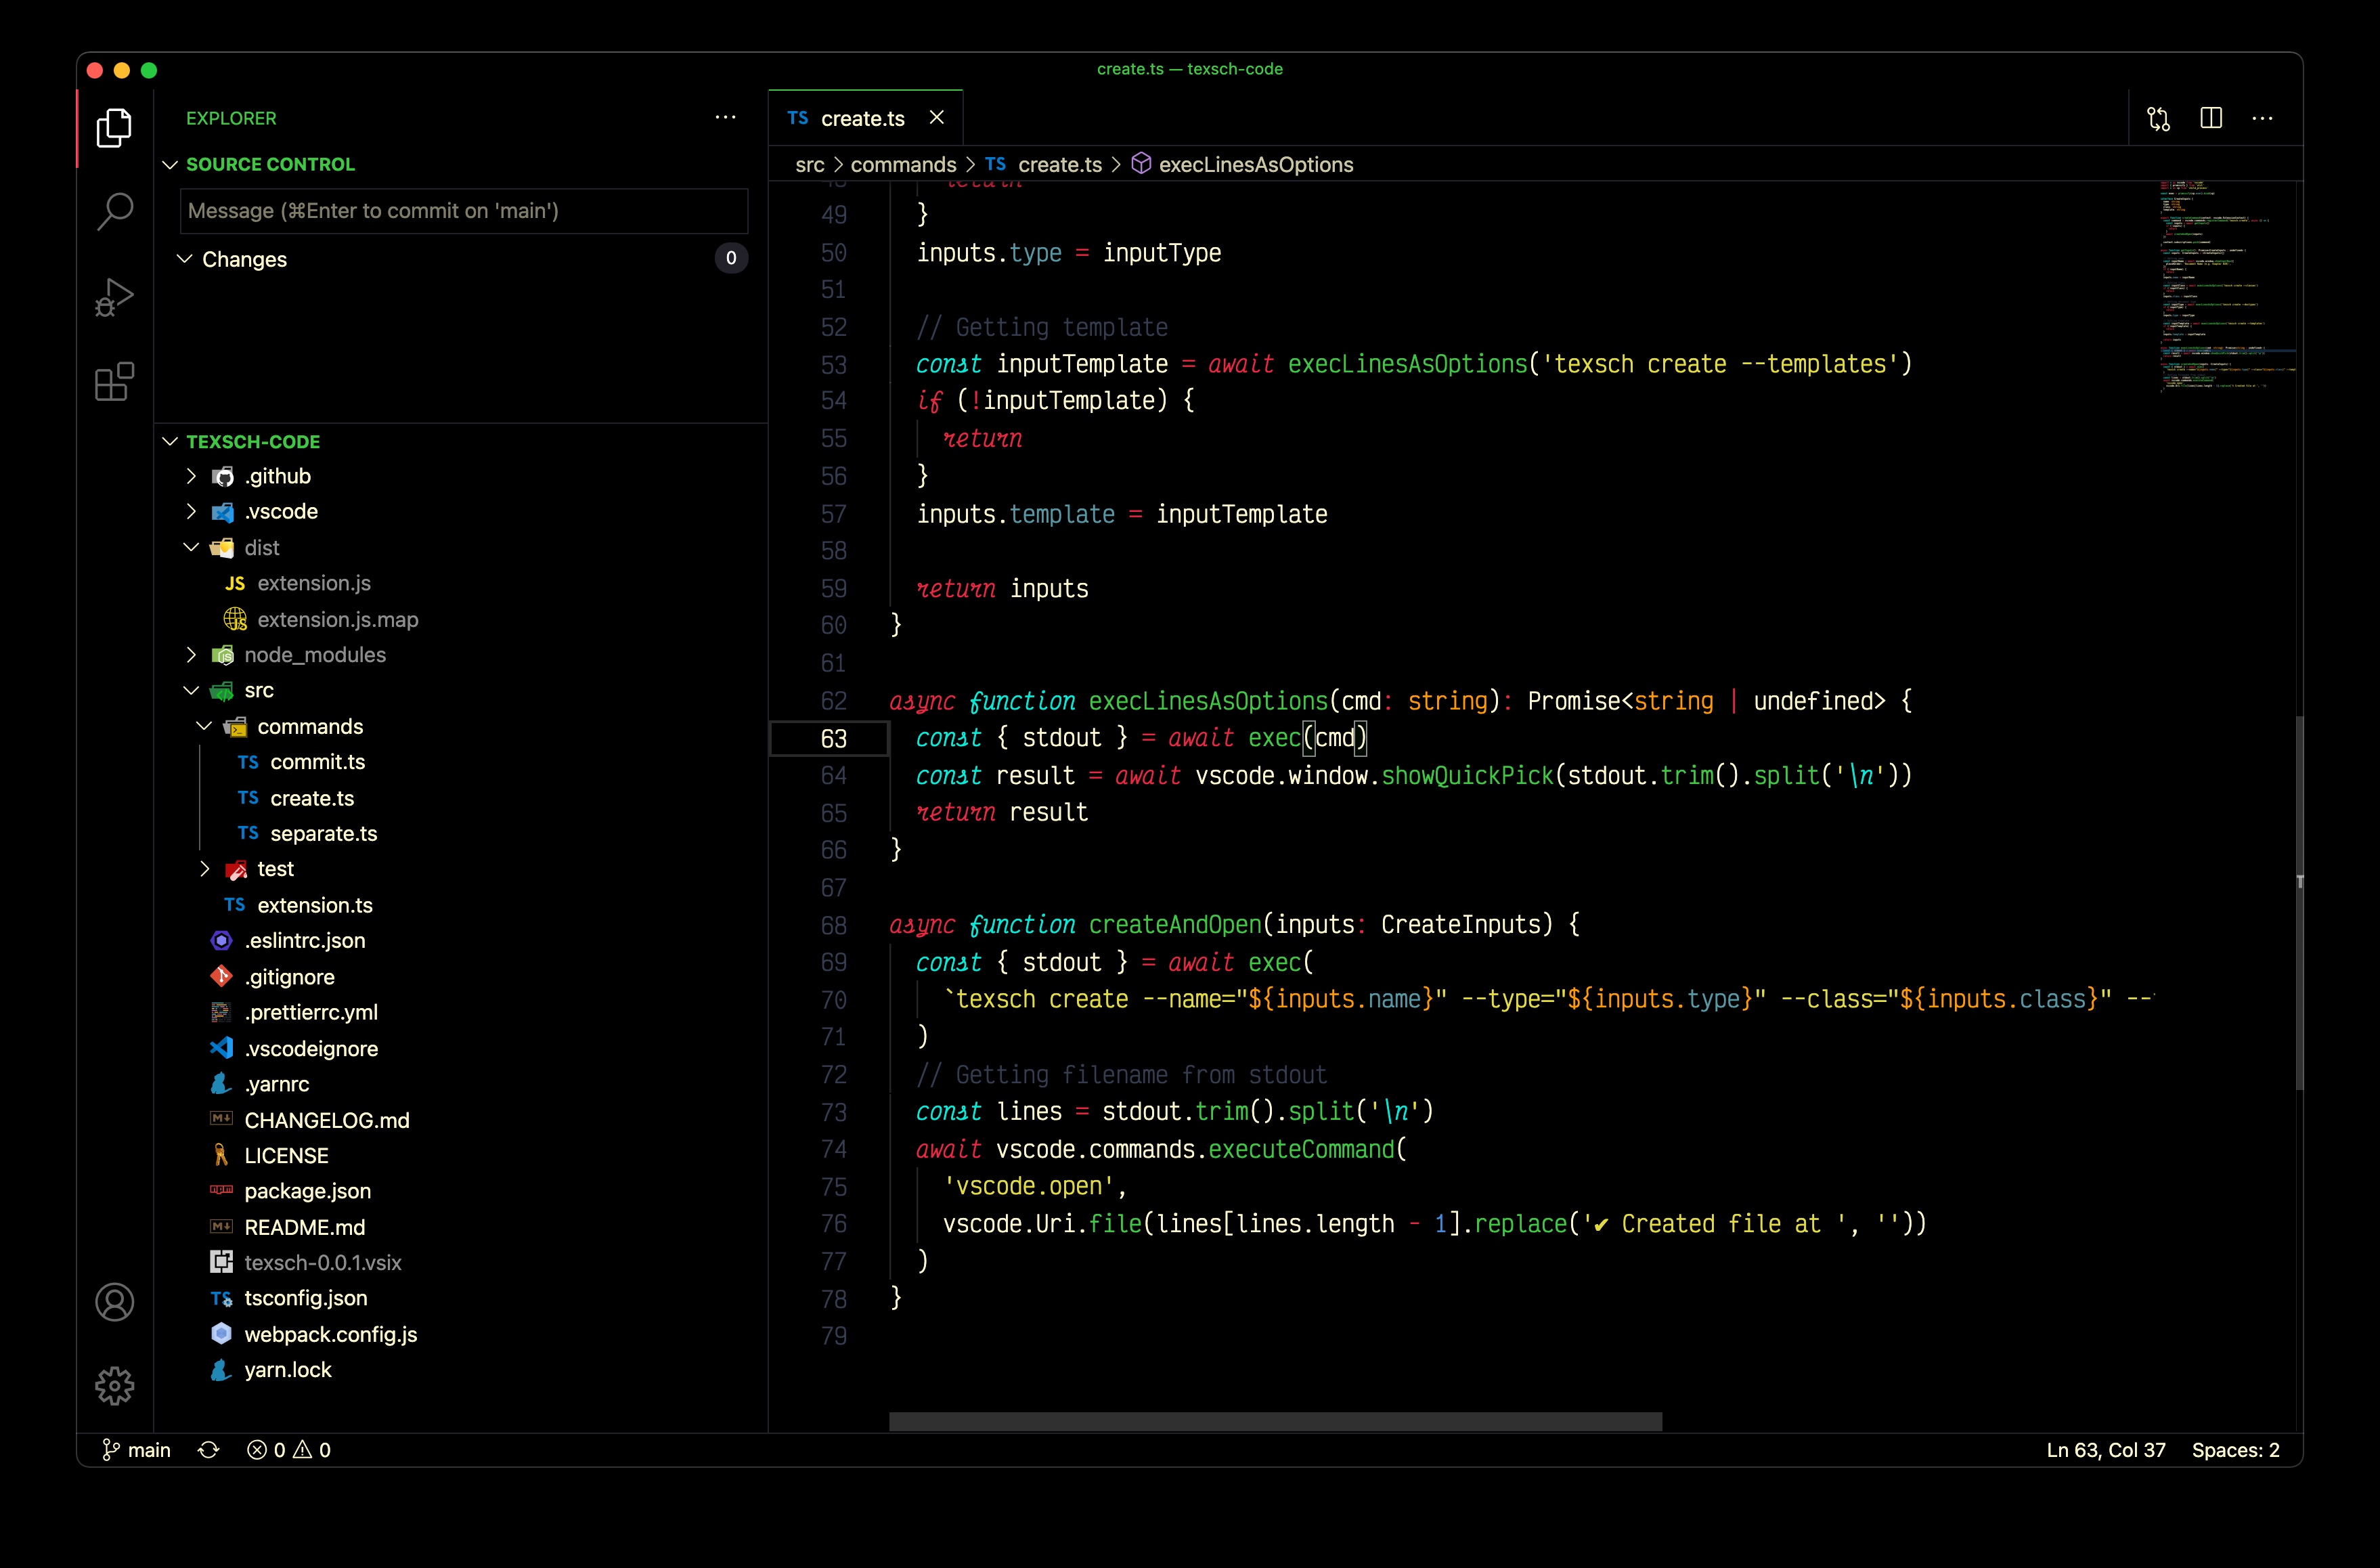 create.ts — texsch-code
EXPLORER
SOURCE CONTROL
Message (⌘Enter to commit on 'main')
Changes
0
TEXSCH-CODE
.github
.vscode
dist
JS extension.js
extension.js.map
node_modules
src
commands
TS commit.ts
TS create.ts
TS separate.ts
test
TS extension.ts
.eslintrc.json
.gitignore
.prettierrc.yml
.vscodeignore
.yarnrc
CHANGELOG.md
LICENSE
package.json
README.md
texsch-0.0.1.vsix
TS tsconfig.json
webpack.config.js
yarn.lock
TS create.ts
src > commands > TS create.ts > execLinesAsOptions
48 return
49 }
50 inputs.type = inputType
51
52 // Getting template
53 const inputTemplate = await execLinesAsOptions('texsch create --templates')
54 if (!inputTemplate) {
55 return
56 }
57 inputs.template = inputTemplate
58
59 return inputs
60 }
61
62 async function execLinesAsOptions(cmd: string): Promise<string | undefined> {
63 const { stdout } = await exec(cmd)
64 const result = await vscode.window.showQuickPick(stdout.trim().split('\n'))
65 return result
66 }
67
68 async function createAndOpen(inputs: CreateInputs) {
69 const { stdout } = await exec(
70 `texsch create --name="${inputs.name}" --type="${inputs.type}" --class="${inputs.class}" --
71 )
72 // Getting filename from stdout
73 const lines = stdout.trim().split('\n')
74 await vscode.commands.executeCommand(
75 'vscode.open',
76 vscode.Uri.file(lines[lines.length - 1].replace('✔ Created file at ', ''))
77 )
78 }
79
main
0
0
Ln 63, Col 37
Spaces: 2